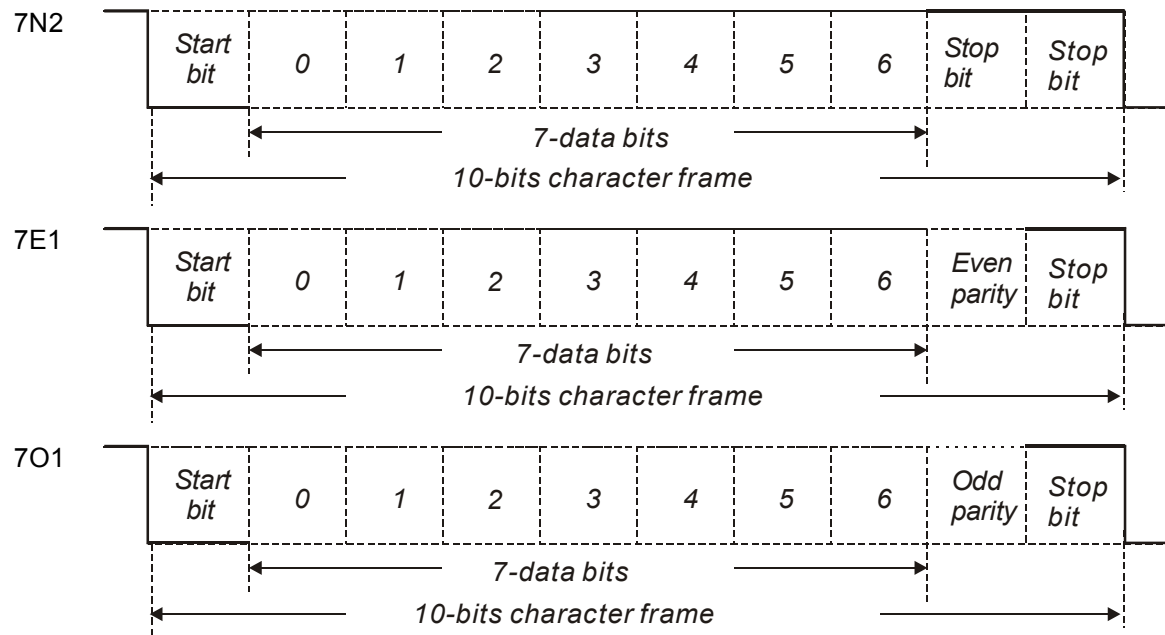 7N2
Start bit 0 1 2 3 4 5 6 Stop bit Stop bit
7-data bits
10-bits character frame
7E1
Start bit 0 1 2 3 4 5 6 Even parity Stop bit
7-data bits
10-bits character frame
7O1
Start bit 0 1 2 3 4 5 6 Odd parity Stop bit
7-data bits
10-bits character frame